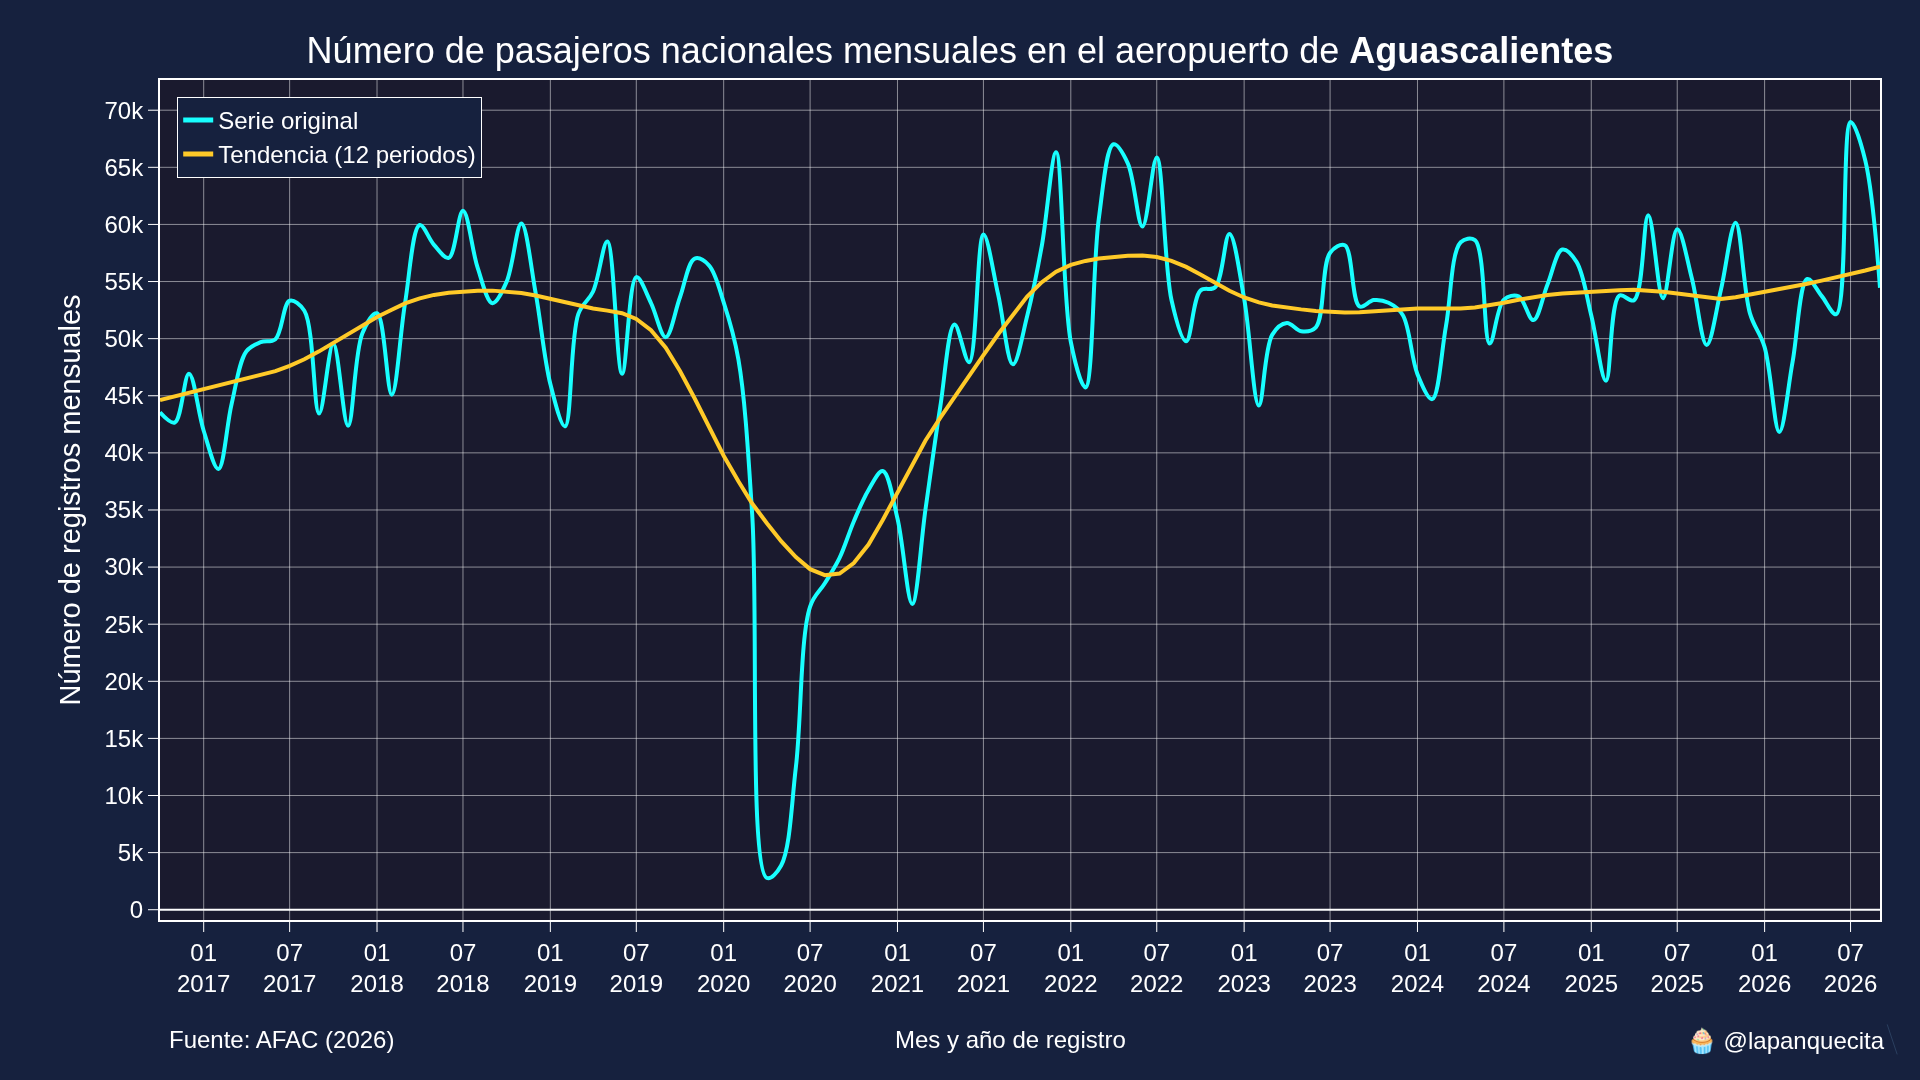 Número de pasajeros nacionales mensuales en el aeropuerto de Aguascalientes
Serie original
Tendencia (12 periodos)
Número de registros mensuales
70k
65k
60k
55k
50k
45k
40k
35k
30k
25k
20k
15k
10k
5k
0
01 07 01 07 01 07 01 07 01 07 01 07 01 07 01 07 01 07 01 07
2017 2017 2018 2018 2019 2019 2020 2020 2021 2021 2022 2022 2023 2023 2024 2024 2025 2025 2026 2026
Fuente: AFAC (2026)
Mes y año de registro
🧁 @lapanquecita